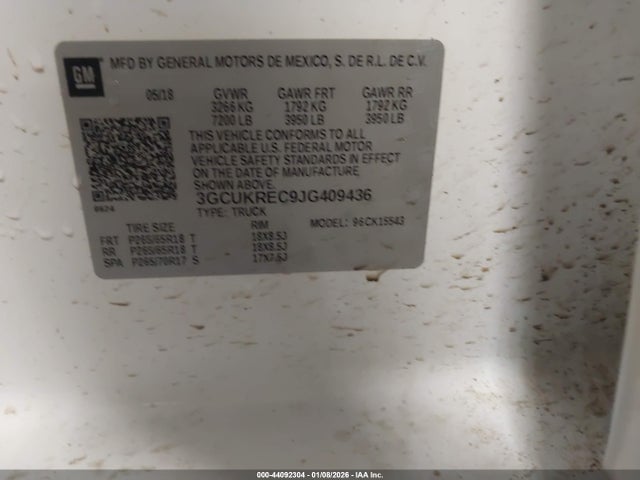 GM
MFD BY GENERAL MOTORS DE MEXICO, S. DE R.L. DE C.V.
05/18 GVWR GAWR FRT GAWR RR
3266 KG 1792 KG 1792 KG
7200 LB 3950 LB 3950 LB
THIS VEHICLE CONFORMS TO ALL
APPLICABLE U.S. FEDERAL MOTOR
VEHICLE SAFETY STANDARDS IN EFFECT
ON THE DATE OF MANUFACTURE
SHOWN ABOVE.
3GCUKREC9JG409436
0624
TYPE: TRUCK
MODEL: 96CK15543
TIRE SIZE RIM
FRT P265/65R18 T 18X8.5J
RR P265/65R18 T 18X8.5J
SPA P265/70R17 S 17X7.5J
000-44092304 | 01/08/2026 - IAA Inc.